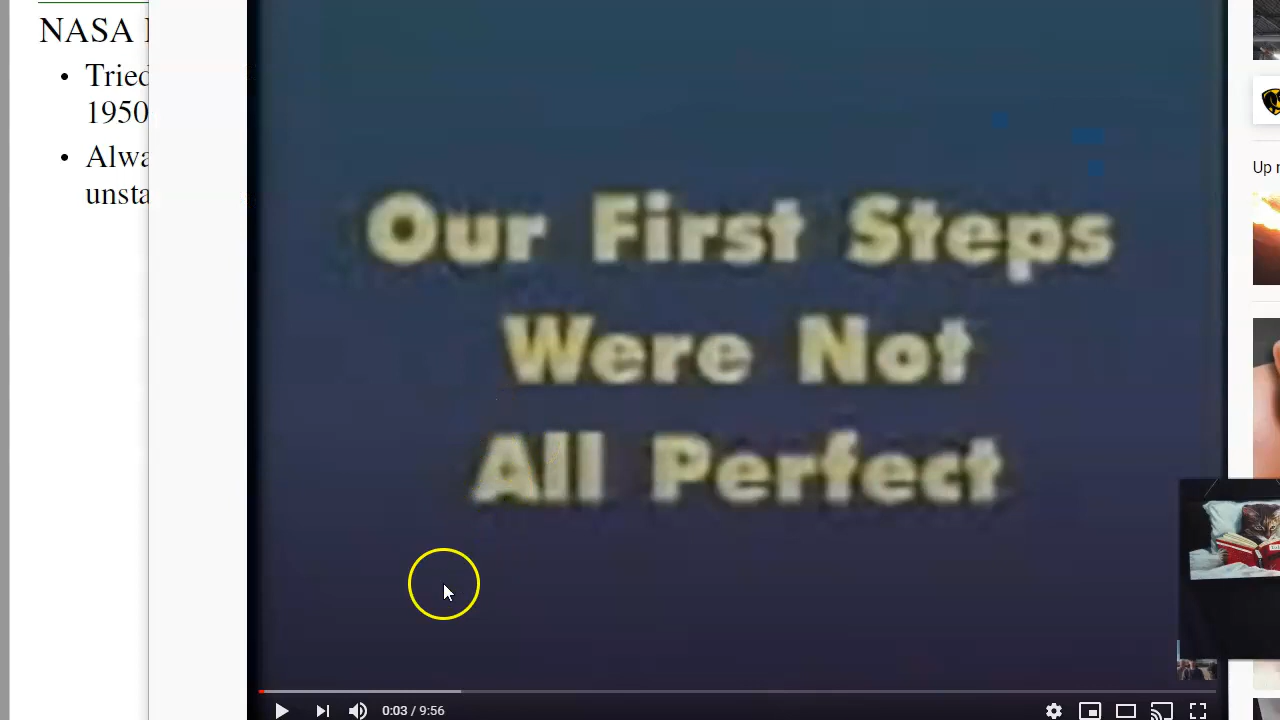 NASA
Tried
1950
Alwa
unsta
Our First Steps
Were Not
All Perfect
Up n
0:03 / 9:56